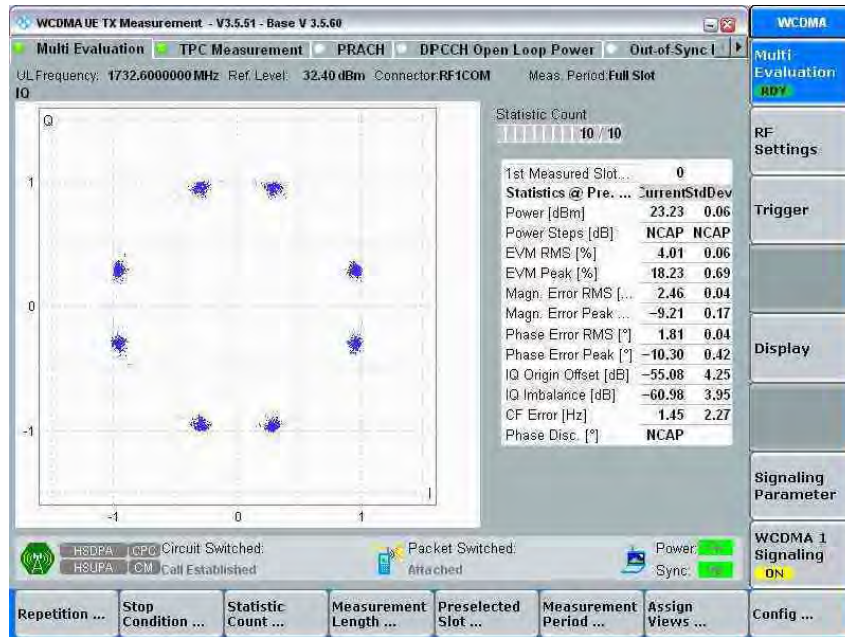 WCDMA UE TX Measurement - V3.5.51 - Base V 3.5.60
WCDMA
Multi Evaluation TPC Measurement PRACH DPCCH Open Loop Power Out-of-Sync
UL Frequency: 1732.6000000 MHz Ref. Level: 32.40 dBm Connector:RF1COM Meas. Period:Full Slot
IQ
Q
1
0
-1
-1 0 1
I
Statistic Count
10 / 10
1st Measured Slot... 0
Statistics @ Pre. ... CurrentStdDev
Power [dBm] 23.23 0.06
Power Steps [dB] NCAP NCAP
EVM RMS [%] 4.01 0.06
EVM Peak [%] 18.23 0.69
Magn. Error RMS [... 2.46 0.04
Magn. Error Peak ... -9.21 0.17
Phase Error RMS [°] 1.81 0.04
Phase Error Peak [°] -10.30 0.42
IQ Origin Offset [dB] -55.08 4.25
IQ Imbalance [dB] -60.98 3.95
CF Error [Hz] 1.45 2.27
Phase Disc. [°] NCAP
Multi
Evaluation
RDY
RF
Settings
Trigger
Display
Signaling
Parameter
WCDMA 1
Signaling
ON
HSDPA CPC Circuit Switched:
HSUPA CM Call Established
Packet Switched:
Attached
Power:
Sync:
Repetition ...
Stop
Condition ...
Statistic
Count ...
Measurement
Length ...
Preselected
Slot ...
Measurement
Period ...
Assign
Views ...
Config ...